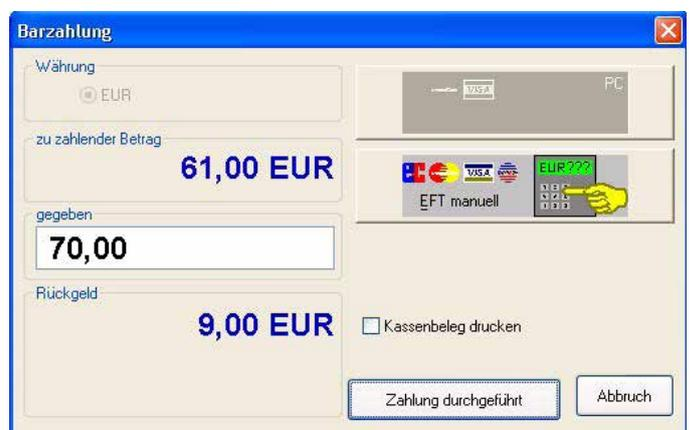 Barzahlung
Währung
EUR
zu zahlender Betrag
61,00 EUR
gegeben
70,00
Rückgeld
9,00 EUR
VISA
PC
VISA
EUR???
EFT manuell
Kassenbeleg drucken
Zahlung durchgeführt
Abbruch